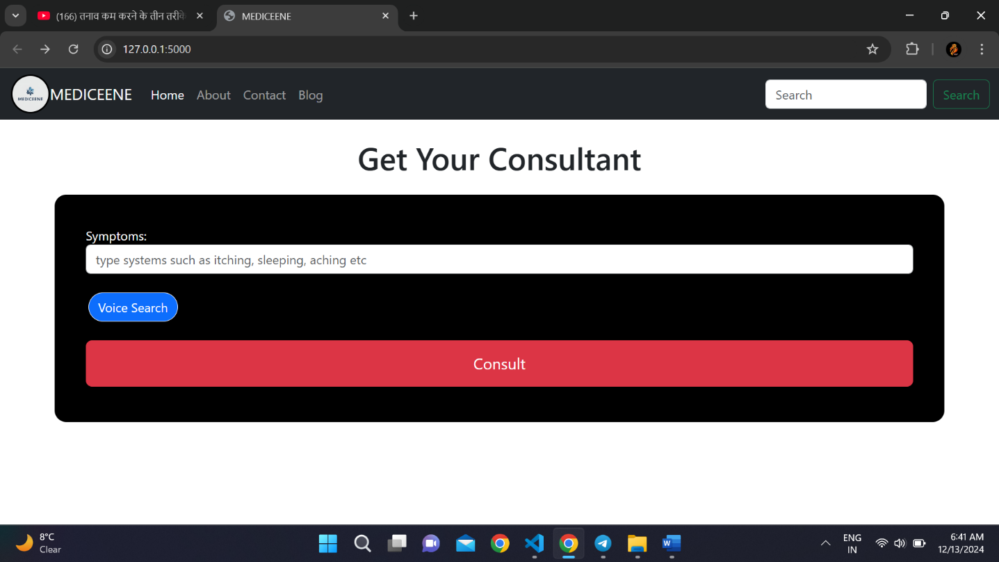 (166) तनाव कम करने के तीन तरीके
MEDICEENE
127.0.0.1:5000
MEDICEENE
MEDICEENE
Home
About
Contact
Blog
Search
Search
Get Your Consultant
Symptoms:
type systems such as itching, sleeping, aching etc
Voice Search
Consult
8°C
Clear
W
ENG
IN
6:41 AM
12/13/2024